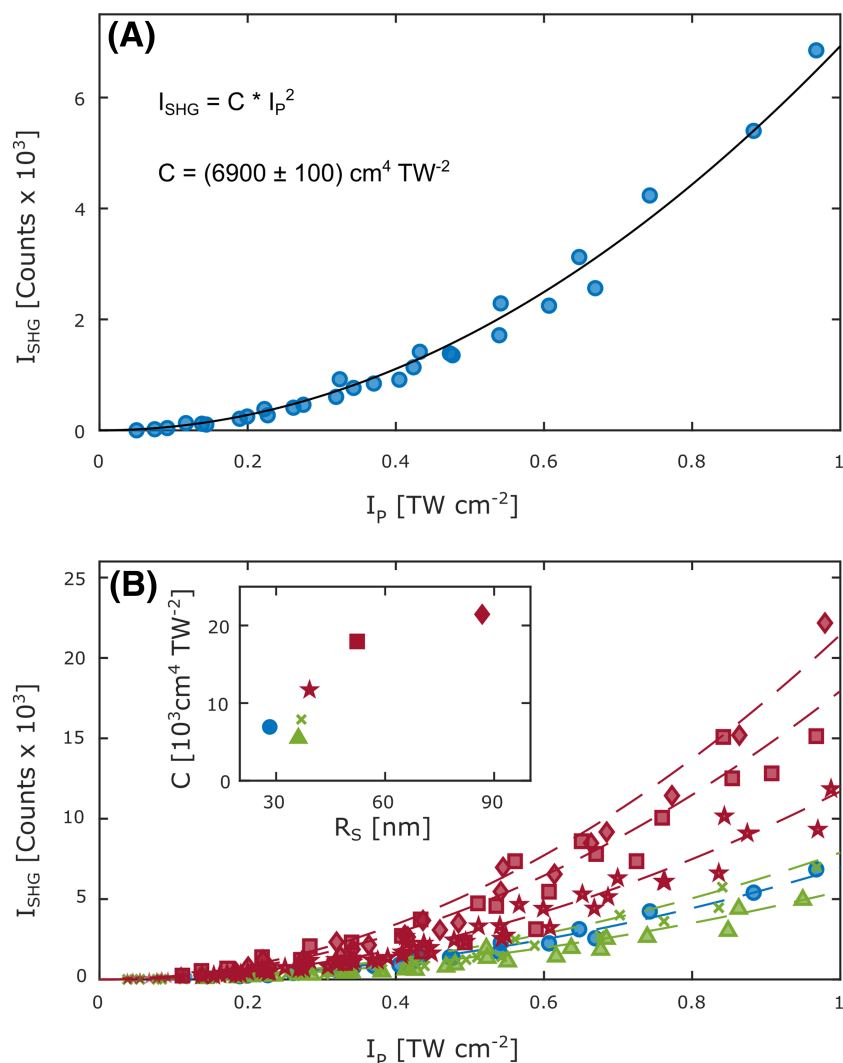 (A)
I_SHG = C * I_P^2
C = (6900 ± 100) cm^4 TW^-2
I_SHG [Counts x 10^3]
6
4
2
0
0 0.2 0.4 0.6 0.8 1
I_P [TW cm^-2]
(B)
I_SHG [Counts x 10^3]
25
22
15
10
5
0
0 0.2 0.4 0.6 0.8 1
I_P [TW cm^-2]
C [10^3cm^4 TW^-2]
20
10
0
30 60 90
R_S [nm]